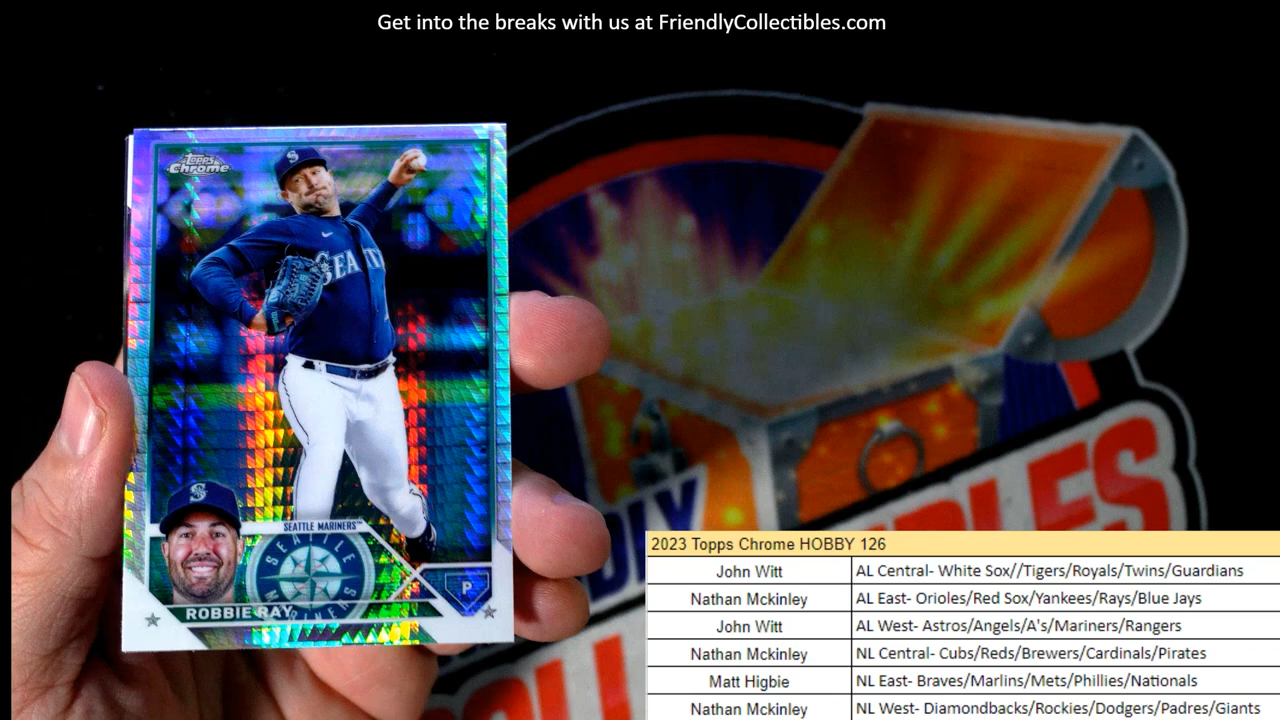 Get into the breaks with us at FriendlyCollectibles.com
Topps
Chrome
SEATTLE MARINERS™
SEATTLE
MARINERS
P
ROBBIE RAY
2023 Topps Chrome HOBBY 126
John Witt AL Central- White Sox//Tigers/Royals/Twins/Guardians
Nathan Mckinley AL East- Orioles/Red Sox/Yankees/Rays/Blue Jays
John Witt AL West- Astros/Angels/A's/Mariners/Rangers
Nathan Mckinley NL Central- Cubs/Reds/Brewers/Cardinals/Pirates
Matt Higbie NL East- Braves/Marlins/Mets/Phillies/Nationals
Nathan Mckinley NL West- Diamondbacks/Rockies/Dodgers/Padres/Giants